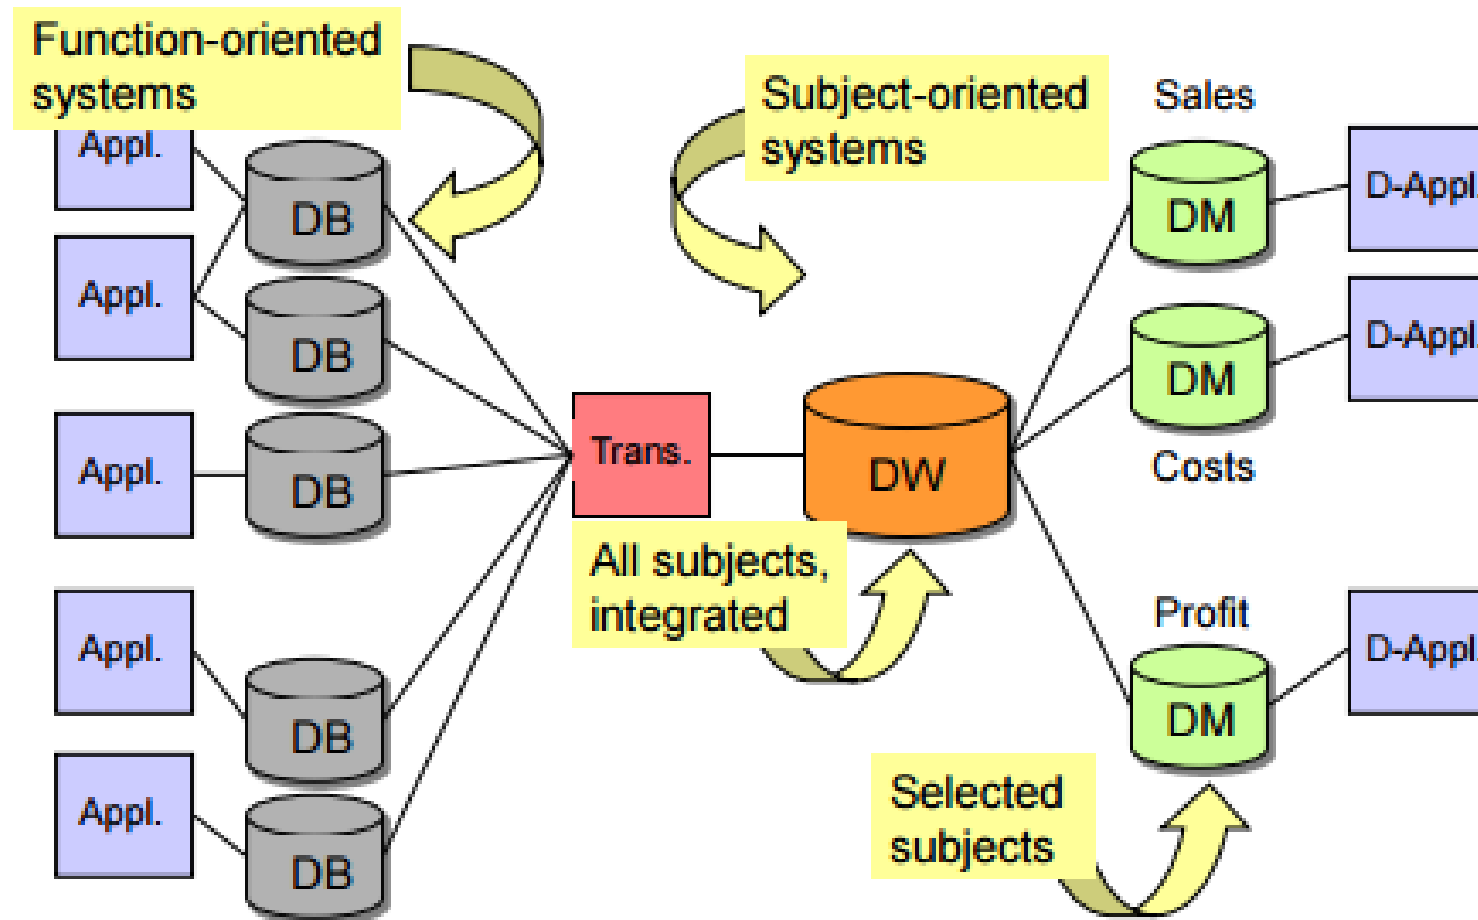 Function-oriented
systems
Subject-oriented
systems
Sales
Appl.
DB
DM
D-Appl.
Appl.
DB
DM
D-Appl.
Costs
Appl.
DB
Trans.
DW
All subjects,
integrated
Profit
Appl.
DB
DM
D-Appl.
Selected
subjects
Appl.
DB